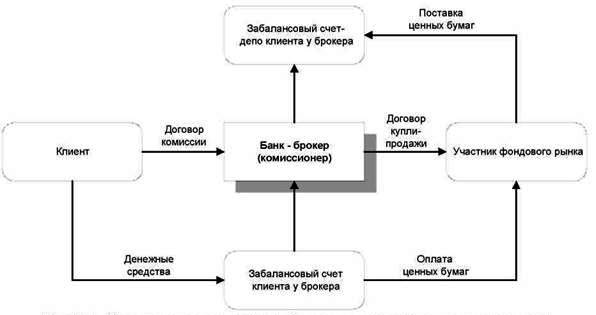 Забалансовый счет-
депо клиента у брокера
Поставка
ценных бумаг
Клиент
Договор
комиссии
Банк - брокер
(комиссионер)
Договор
купли-
продажи
Участник фондового рынка
Денежные
средства
Забалансовый счет
клиента у брокера
Оплата
ценных бумаг